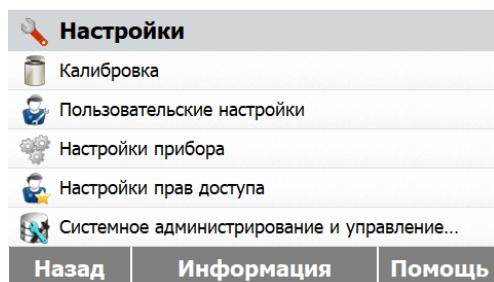 Настройки
Калибровка
Пользовательские настройки
Настройки прибора
Настройки прав доступа
Системное администрирование и управление...
Назад Информация Помощь